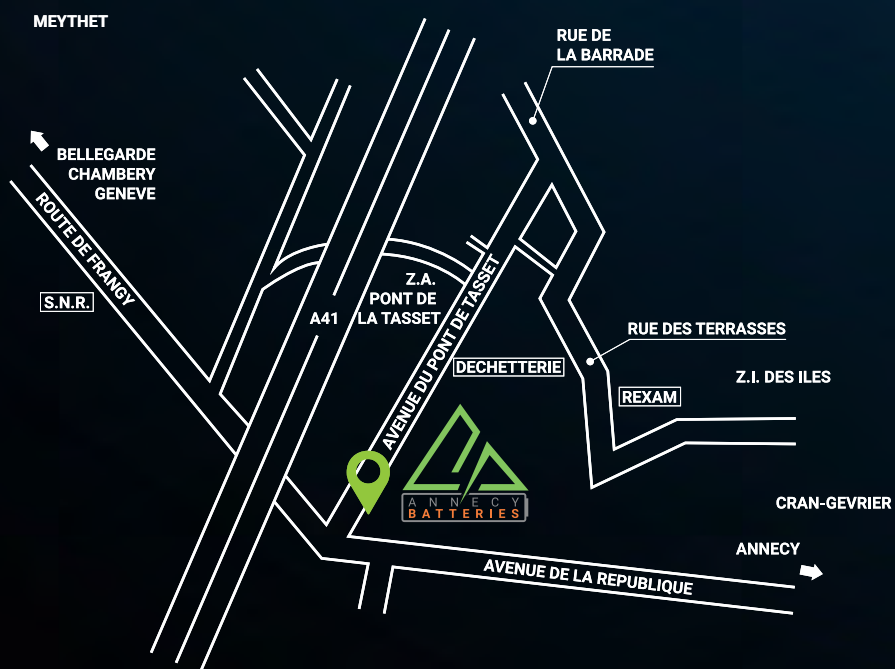 MEYTHET
RUE DE
LA BARRADE
BELLEGARDE
CHAMBERY
GENEVE
ROUTE DE FRANGY
S.N.R.
Z.A.
PONT DE
LA TASSET
A41
AVENUE DU PONT DE TASSET
RUE DES TERRASSES
DECHETTERIE
Z.I. DES ILES
REXAM
ANNECY
BATTERIES
CRAN-GEVRIER
ANNECY
AVENUE DE LA REPUBLIQUE